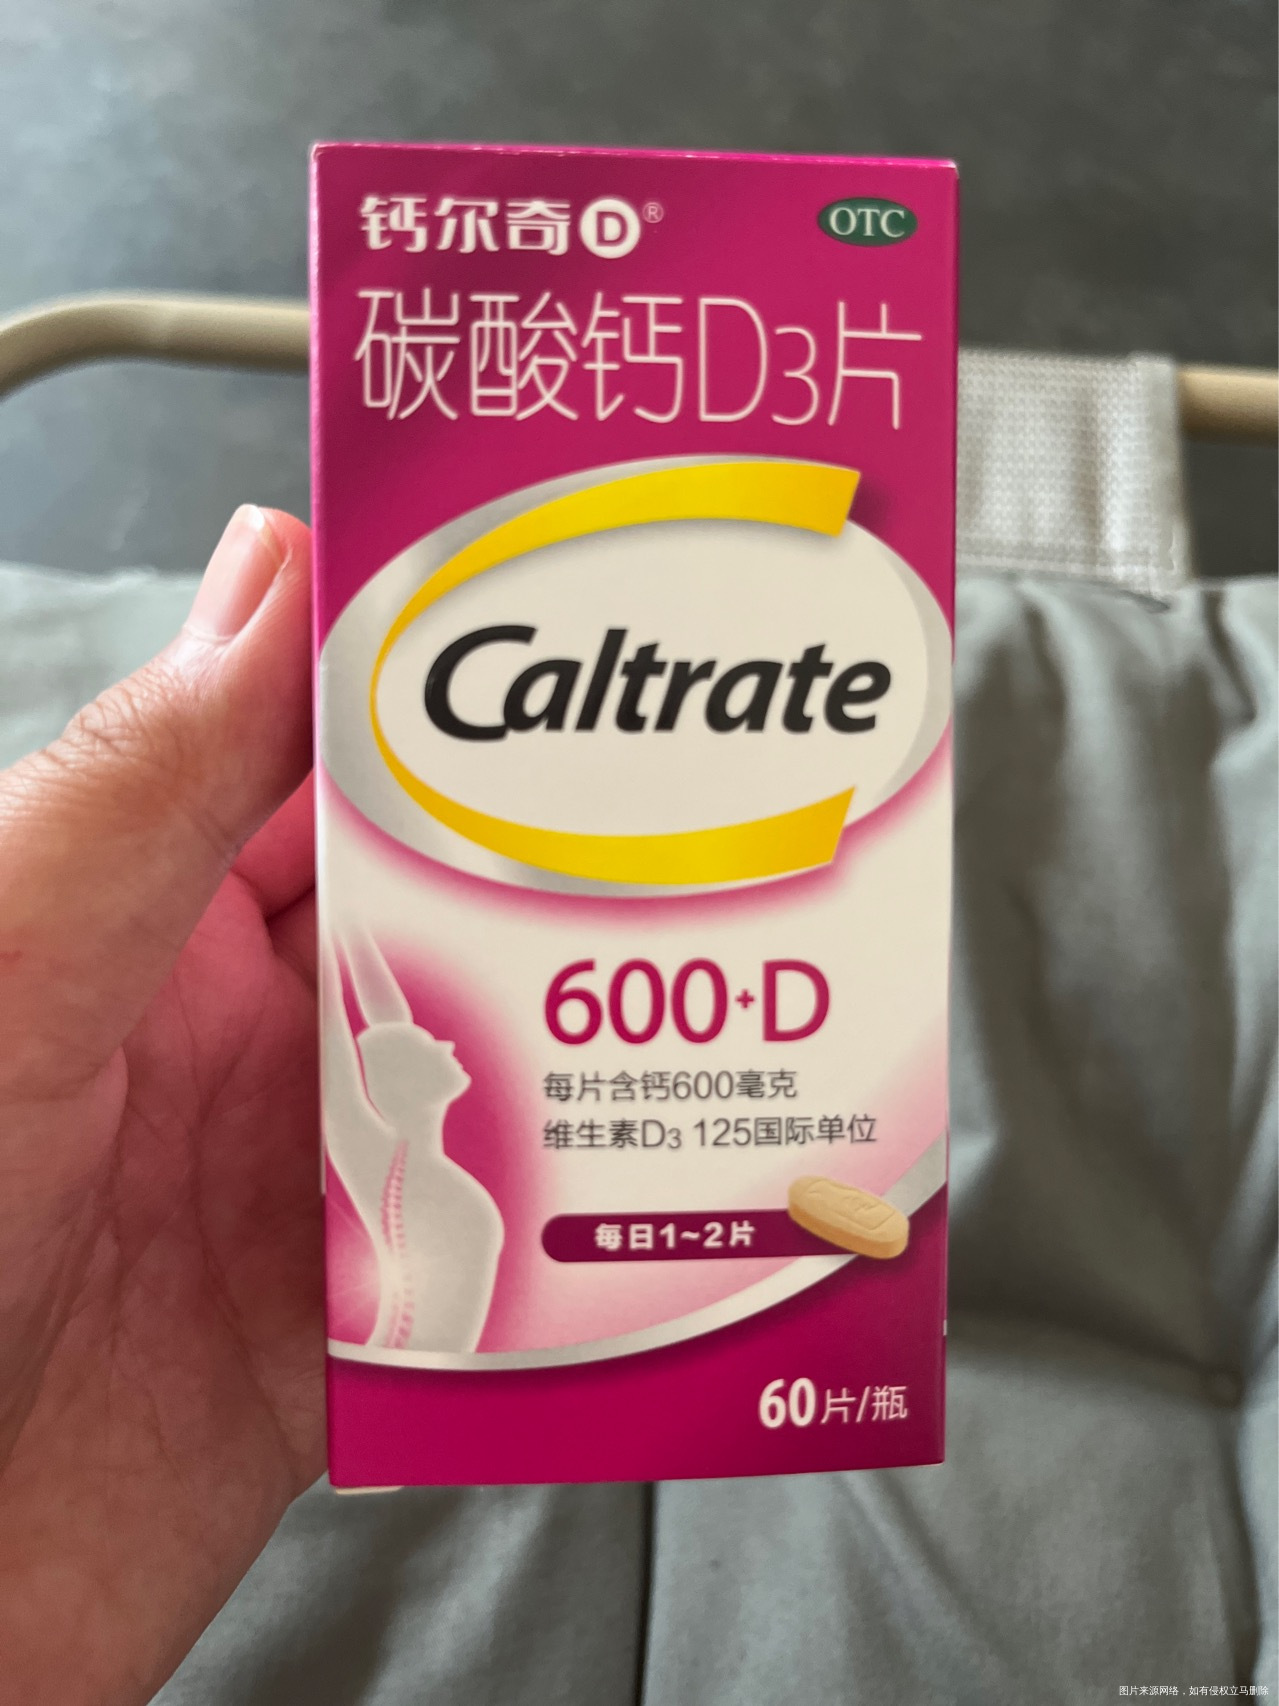 钙尔奇D®
OTC
碳酸钙D3片
Caltrate
600+D
每片含钙600毫克
维生素D3 125国际单位
每日1~2片
60片/瓶
图片来源网络，如有侵权立马删除